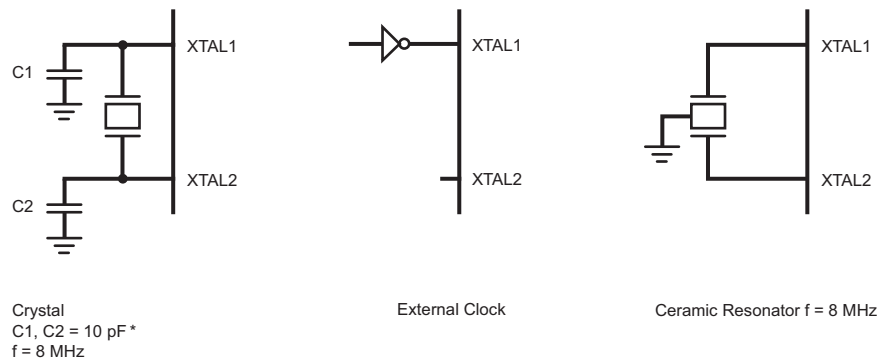 XTAL1
C1
XTAL2
C2
XTAL1
XTAL2
XTAL1
XTAL2
Crystal
C1, C2 = 10 pF *
f = 8 MHz
External Clock
Ceramic Resonator f = 8 MHz